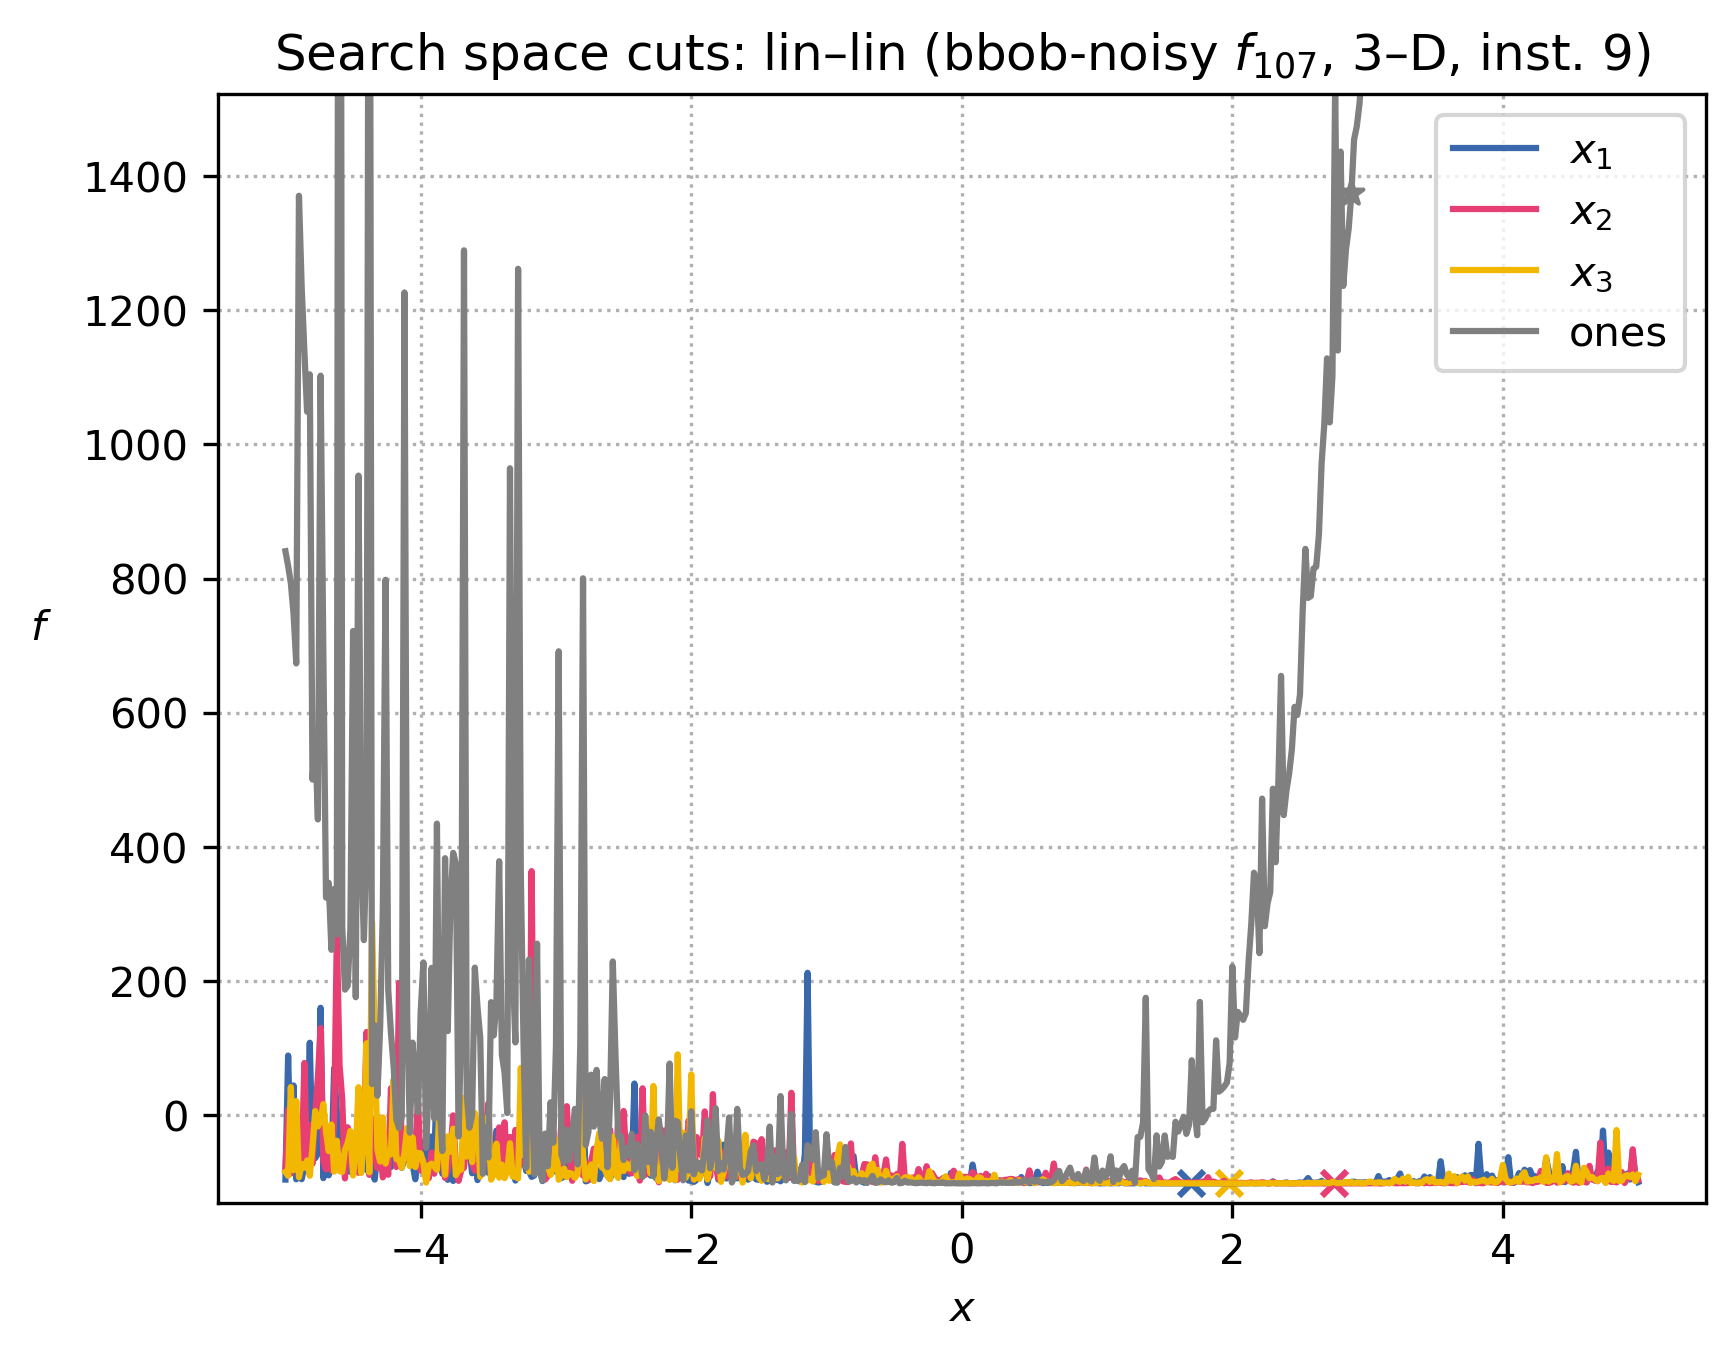 Search space cuts: lin–lin (bbob-noisy f₁₀₇, 3–D, inst. 9)
x₁
x₂
x₃
ones
1400
1200
1000
800
600
400
200
0
f
−4
−2
0
2
4
x